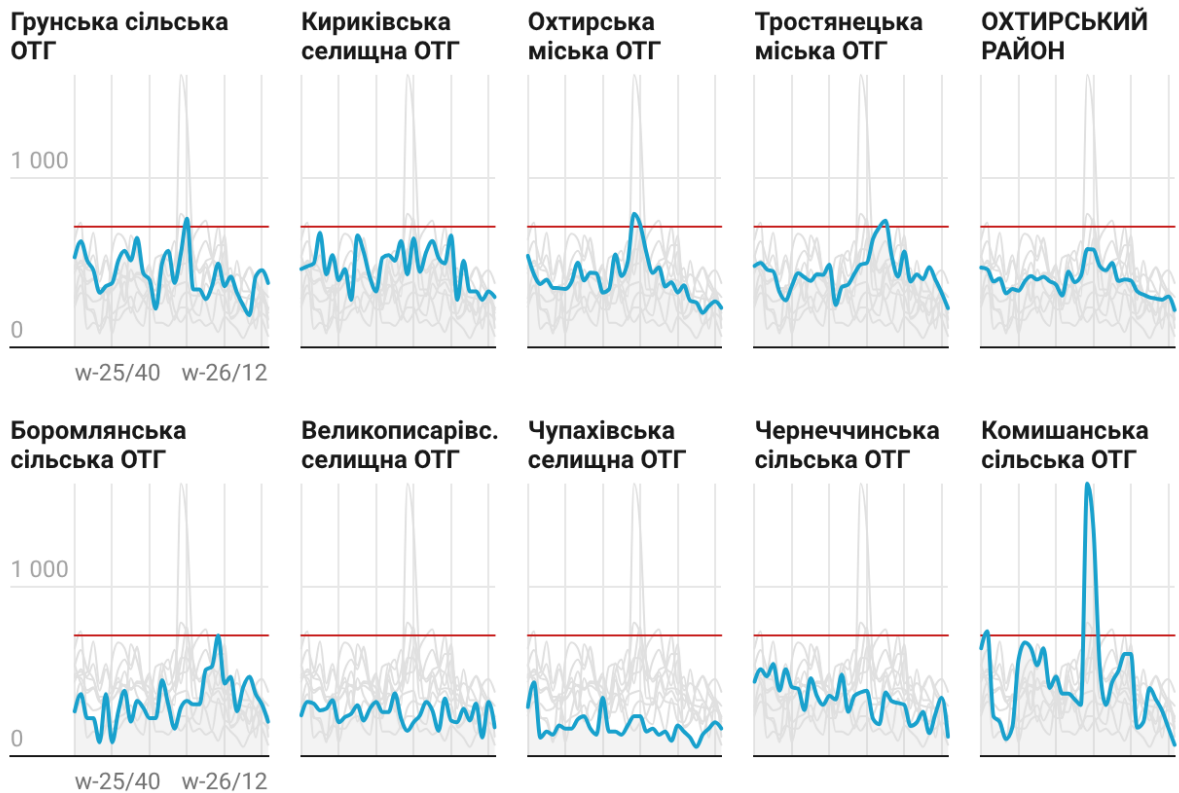 Грунська сільська
ОТГ
Кириківська
селищна ОТГ
Охтирська
міська ОТГ
Тростянецька
міська ОТГ
ОХТИРСЬКИЙ
РАЙОН
1 000
0
w-25/40 w-26/12
Боромлянська
сільська ОТГ
Великописарівс.
селищна ОТГ
Чупахівська
селищна ОТГ
Чернеччинська
сільська ОТГ
Комишанська
сільська ОТГ
1 000
0
w-25/40 w-26/12